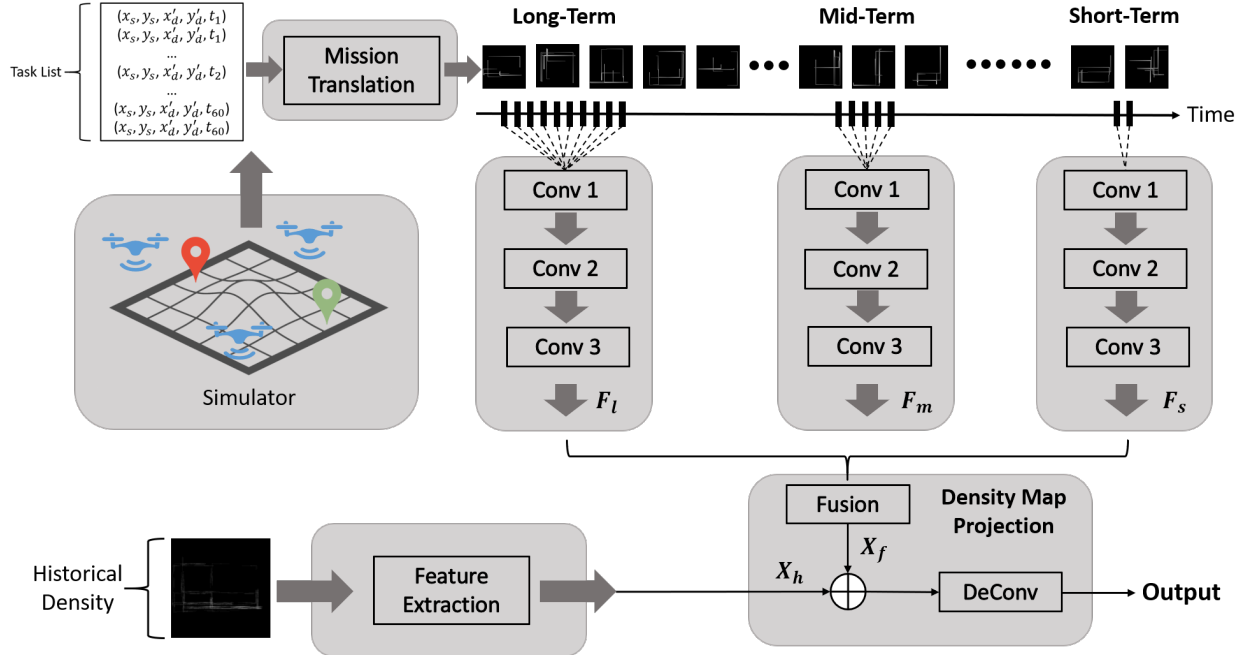 Task List
(x_s, y_s, x'_d, y'_d, t_1)
(x_s, y_s, x'_d, y'_d, t_1)
...
(x_s, y_s, x'_d, y'_d, t_2)
...
(x_s, y_s, x'_d, y'_d, t_60)
(x_s, y_s, x'_d, y'_d, t_60)
Mission
Translation
Long-Term
Mid-Term
Short-Term
Time
Simulator
Conv 1
Conv 2
Conv 3
F_l
Conv 1
Conv 2
Conv 3
F_m
Conv 1
Conv 2
Conv 3
F_s
Historical
Density
Feature
Extraction
Fusion
Density Map
Projection
X_f
X_h
DeConv
Output